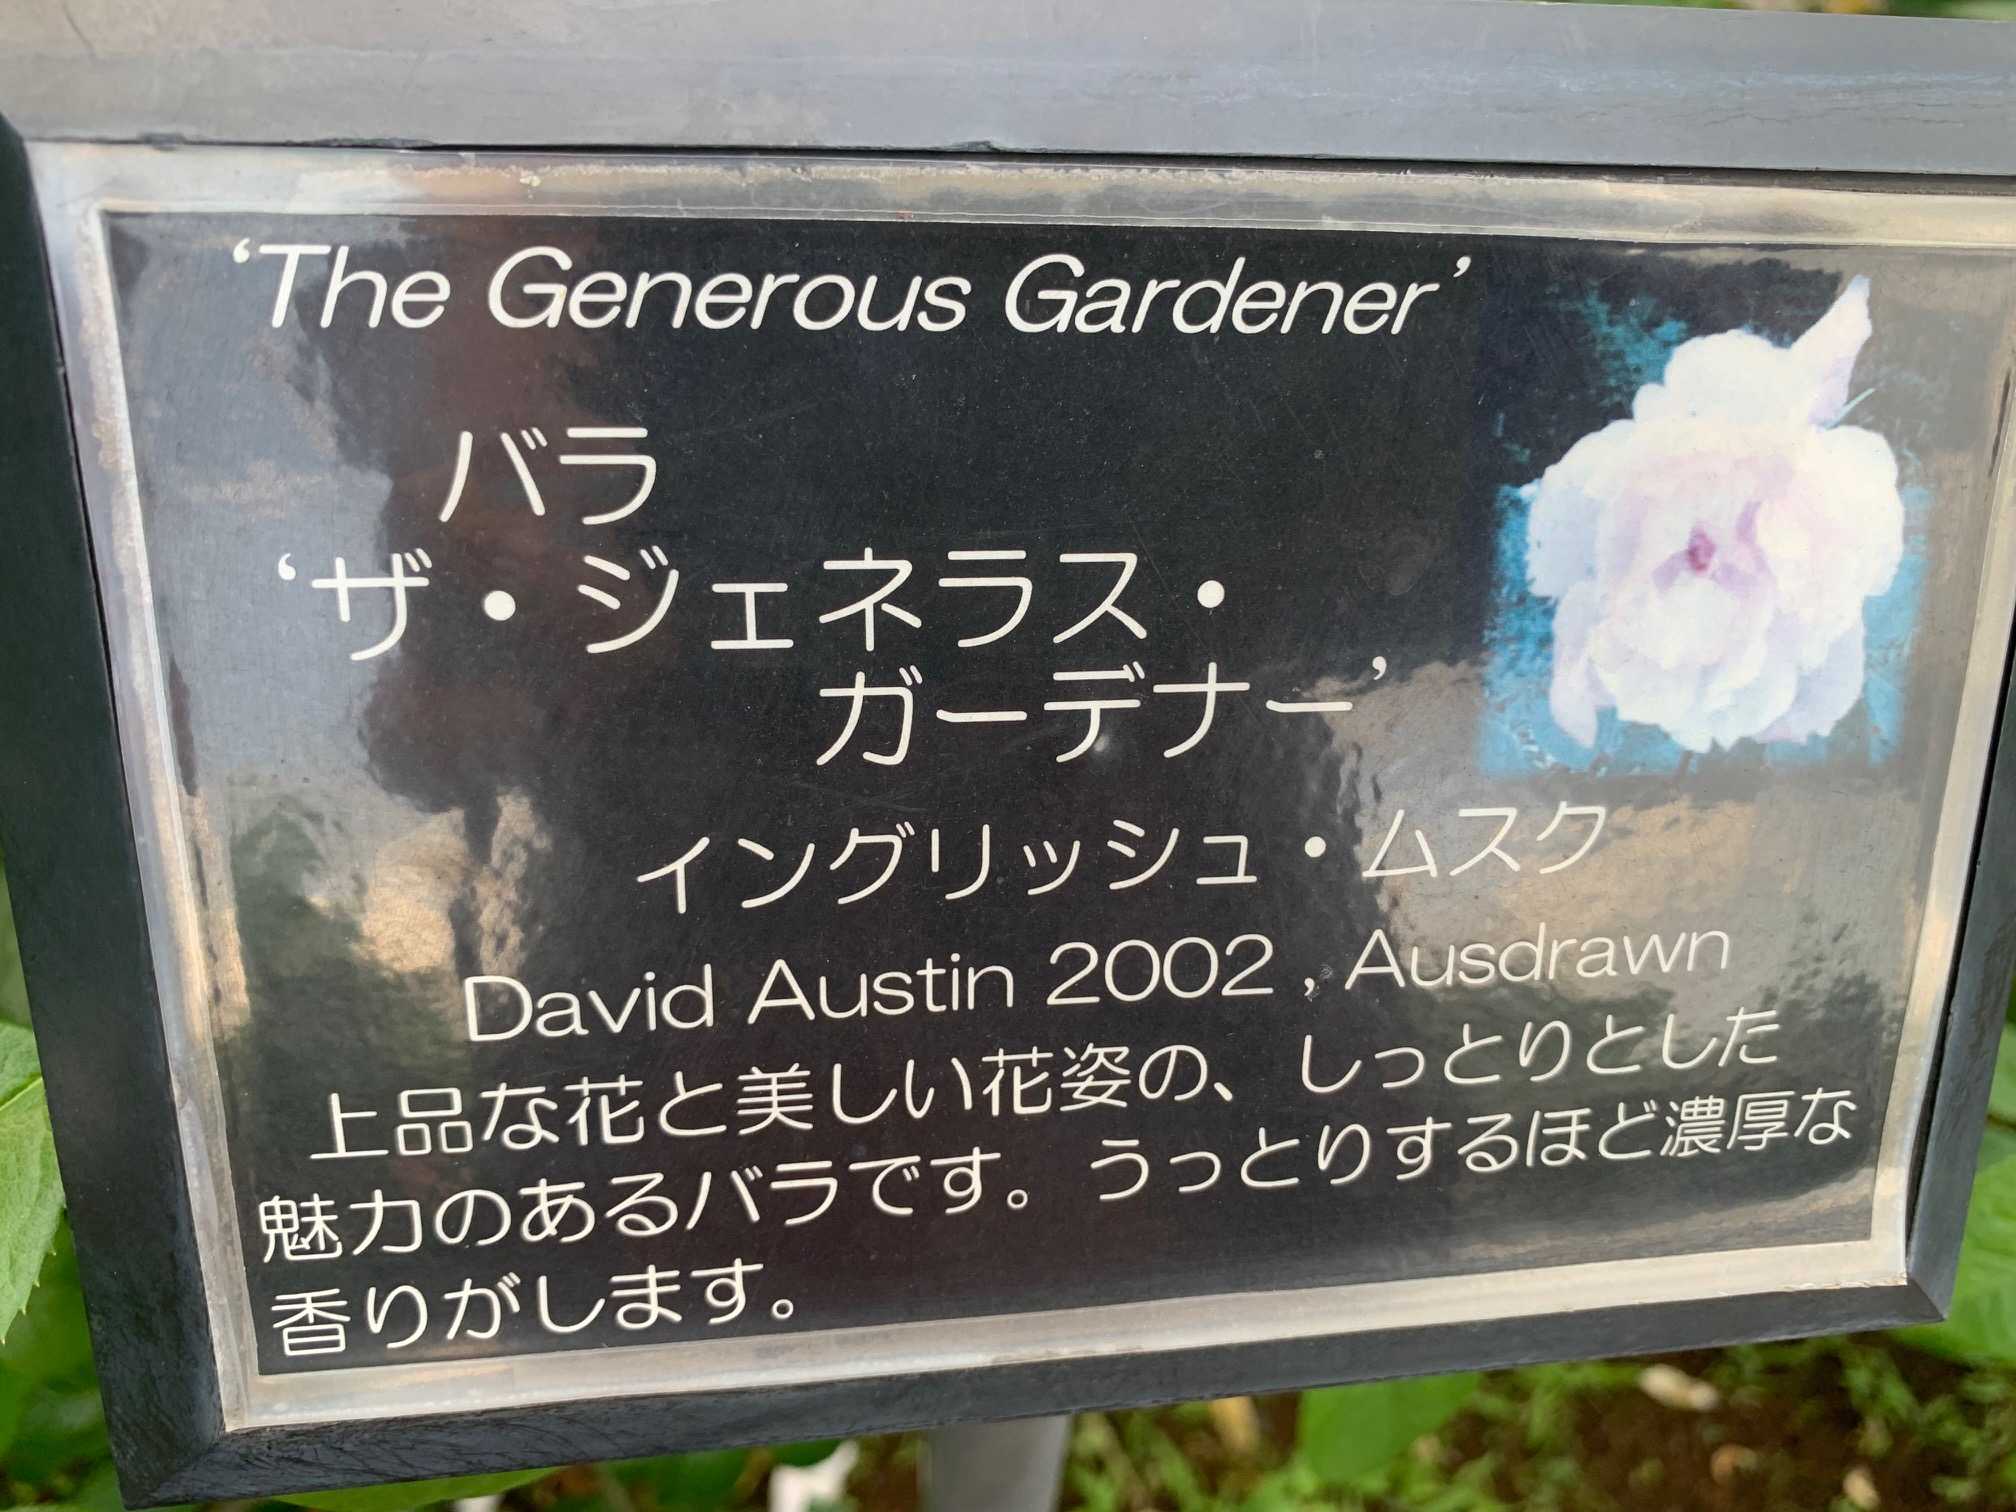 ‘The Generous Gardener’
バラ
‘ザ・ジェネラス・
ガーデナー’
イングリッシュ・ムスク
David Austin 2002 , Ausdrawn
上品な花と美しい花姿の、しっとりとした
魅力のあるバラです。うっとりするほど濃厚な
香りがします。